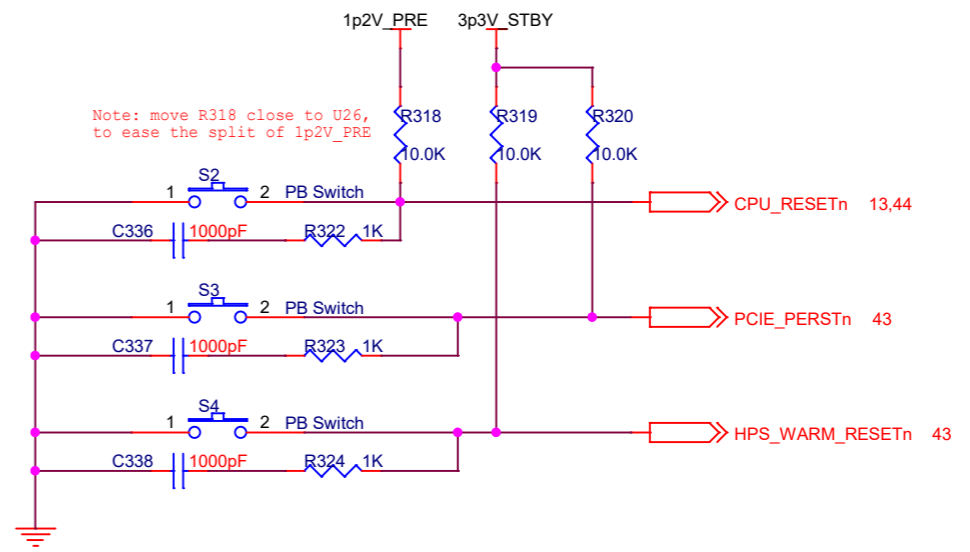 1p2V_PRE 3p3V_STBY
Note: move R318 close to U26,
to ease the split of 1p2V_PRE
R318 R319 R320
10.0K 10.0K 10.0K
S2
1 2 PB Switch
CPU_RESETn 13,44
C336 1000pF R322 1K
S3
1 2 PB Switch
PCIE_PERSTn 43
C337 1000pF R323 1K
S4
1 2 PB Switch
HPS_WARM_RESETn 43
C338 1000pF R324 1K